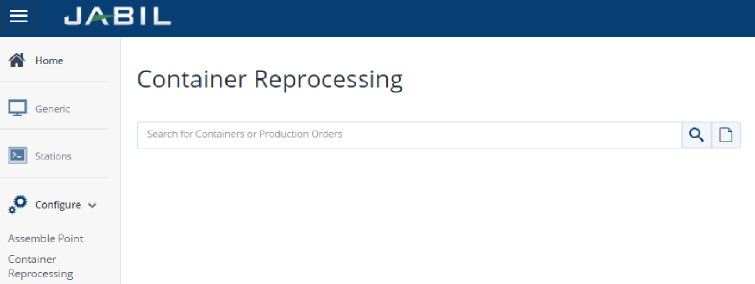 JABIL
Home
Container Reprocessing
Search for Containers or Production Orders
Generic
Stations
Configure
Assemble Point
Container
Reprocessing